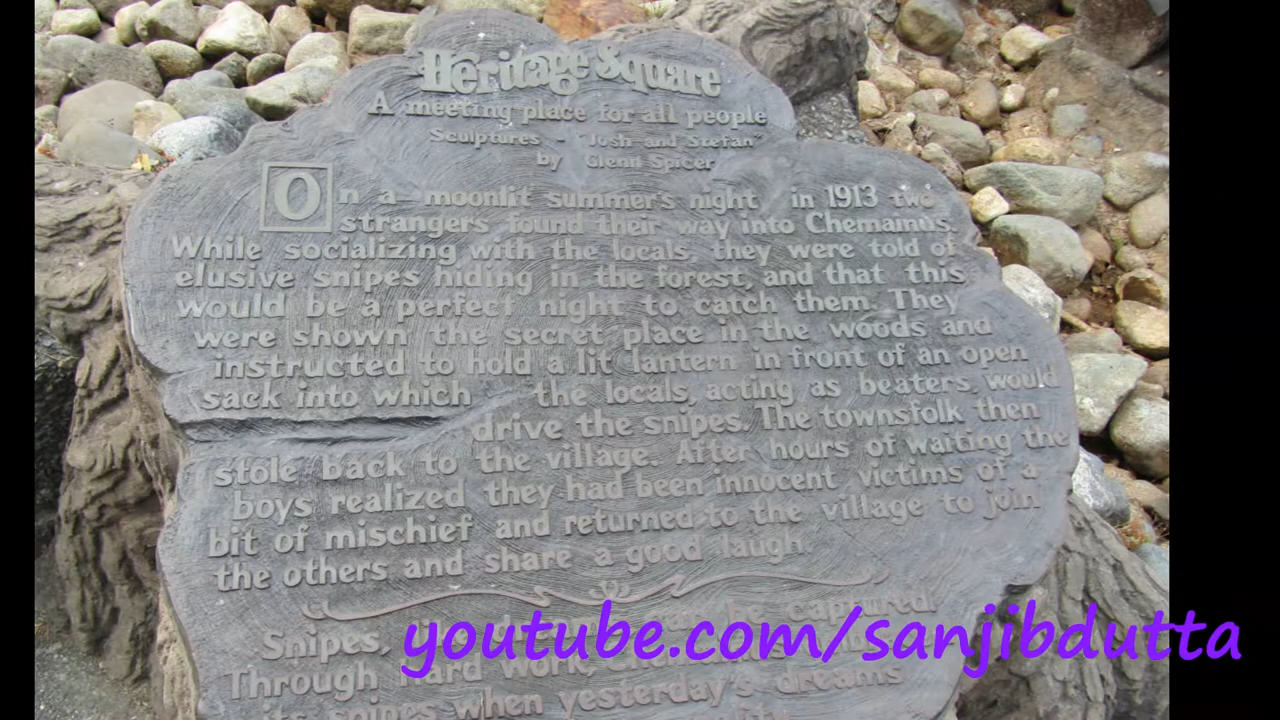 Heritage Square
A meeting place for all people
Sculptures - "Josh and Stefan"
by Glenn Spicer
On a moonlit summer's night in 1913 two
strangers found their way into Chemainus.
While socializing with the locals, they were told of
elusive snipes hiding in the forest, and that this
would be a perfect night to catch them. They
were shown the secret place in the woods and
instructed to hold a lit lantern in front of an open
sack into which the locals, acting as beaters, would
drive the snipes. The townsfolk then
stole back to the village. After hours of waiting the
boys realized they had been innocent victims of a
bit of mischief and returned to the village to join
the others and share a good laugh.
Snipes, be captured.
Through hard work,
its snipes when yesterday's dreams
youtube.com/sanjibdutta